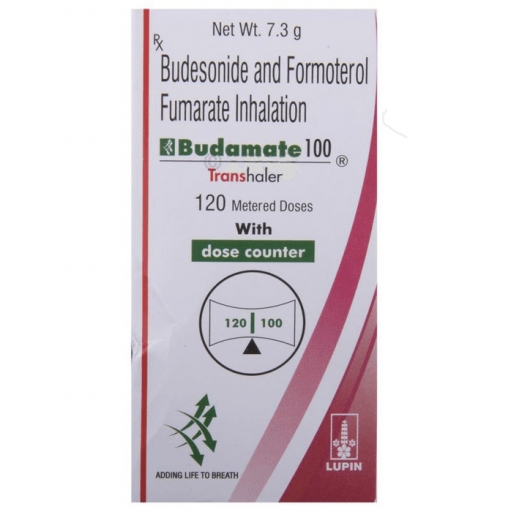 Net Wt. 7.3 g
Rx
Budesonide and Formoterol
Fumarate Inhalation
Budamate 100 ®
Transhaler
120 Metered Doses
With
dose counter
120 | 100
ADDING LIFE TO BREATH
LUPIN